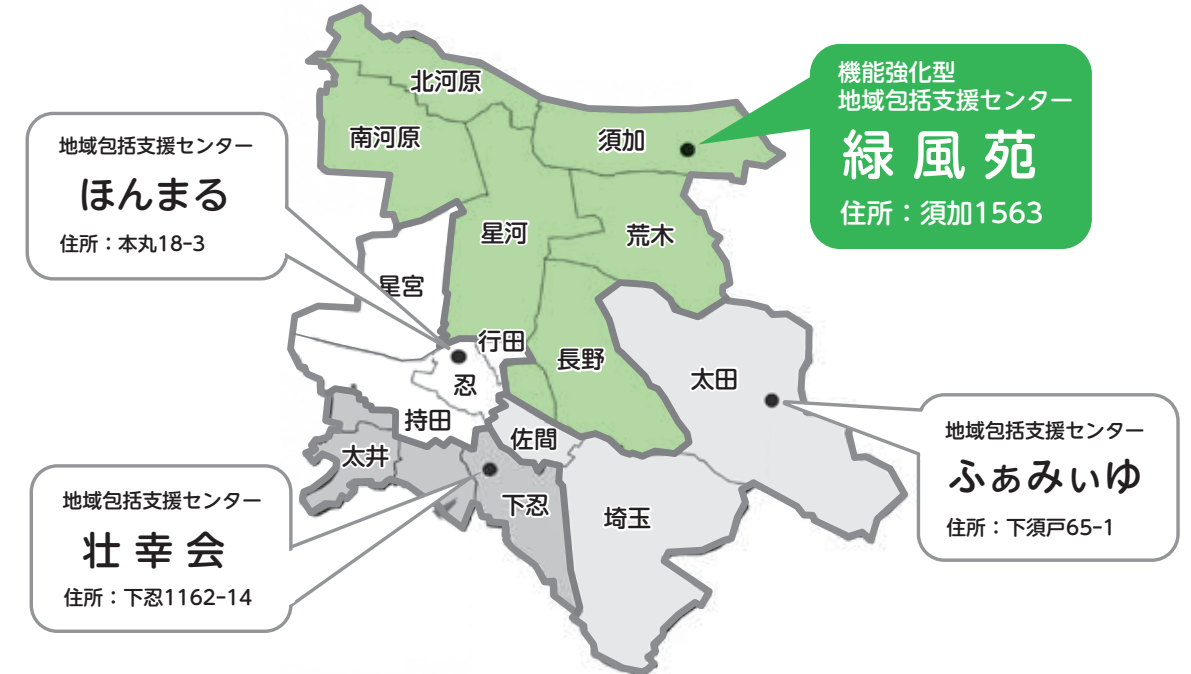 機能強化型
地域包括支援センター
緑風苑
住所：須加1563
地域包括支援センター
ほんまる
住所：本丸18-3
地域包括支援センター
ふぁみぃゆ
住所：下須戸65-1
地域包括支援センター
壮幸会
住所：下忍1162-14
北河原
南河原
須加
星河
荒木
星宮
行田
長野
忍
太田
持田
佐間
太井
下忍
埼玉